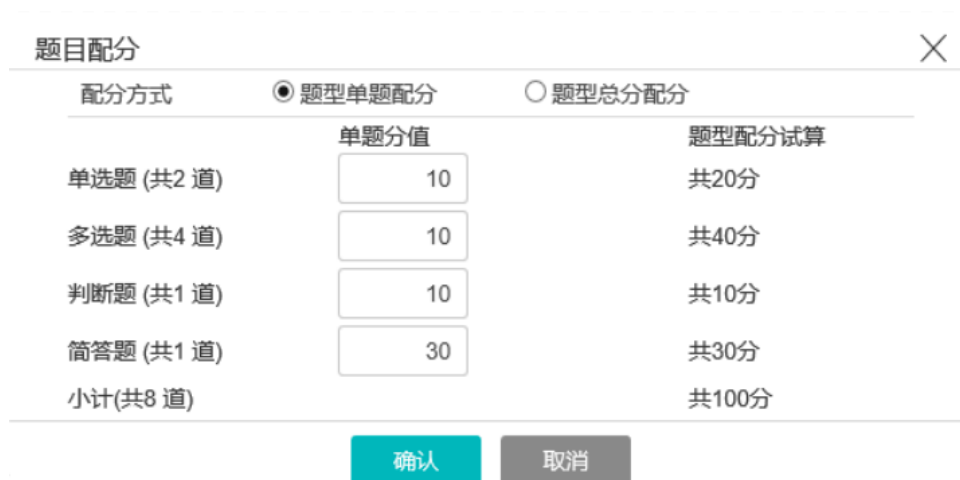 题目配分
配分方式 题型单题配分 题型总分配分
单题分值 题型配分试算
单选题 (共2 道) 10 共20分
多选题 (共4 道) 10 共40分
判断题 (共1 道) 10 共10分
简答题 (共1 道) 30 共30分
小计(共8 道) 共100分
确认 取消